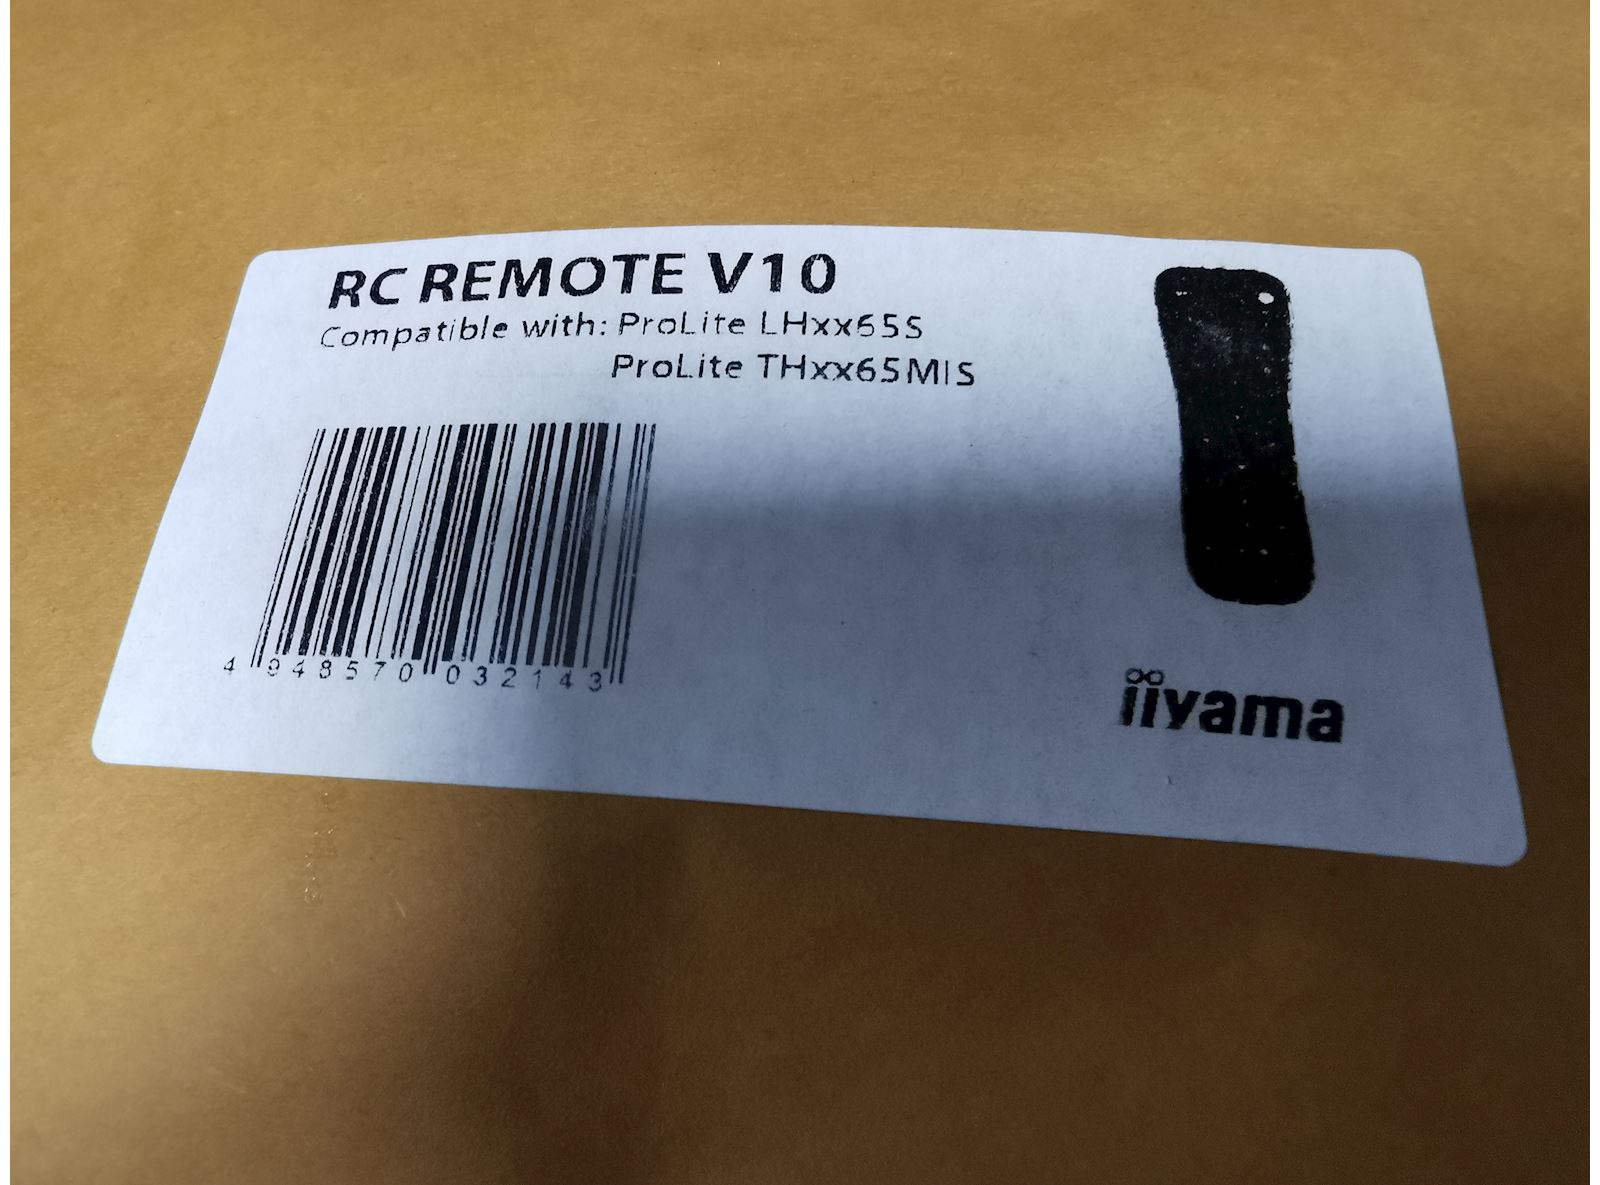 RC REMOTE V10
Compatible with: ProLite LHxx65S
ProLite THxx65MIS
4 948570 032143
iiyama